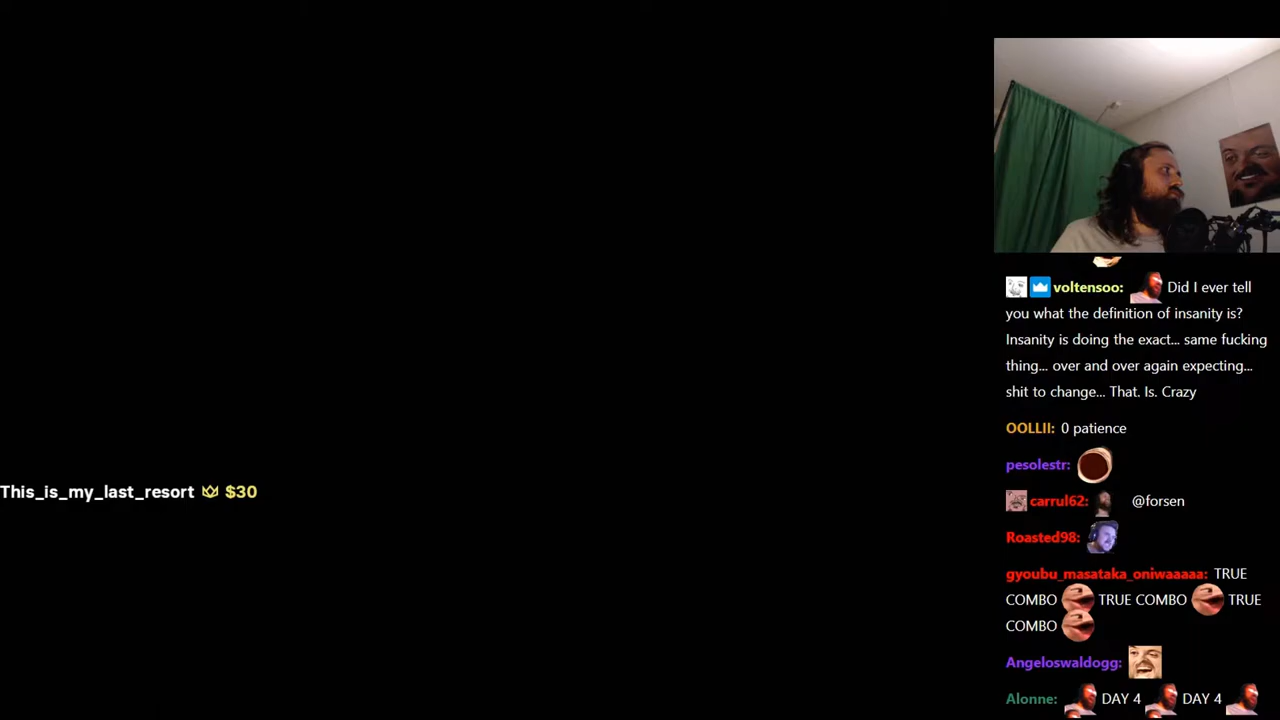 voltensoo: Did I ever tell
you what the definition of insanity is?
Insanity is doing the exact... same fucking
thing... over and over again expecting...
shit to change... That. Is. Crazy
OOLLII: 0 patience
pesolestr:
This_is_my_last_resort $30
carrul62: @forsen
Roasted98:
gyoubu_masataka_oniwaaaaa: TRUE
COMBO TRUE COMBO TRUE
COMBO
Angeloswaldogg:
Alonne: DAY 4 DAY 4